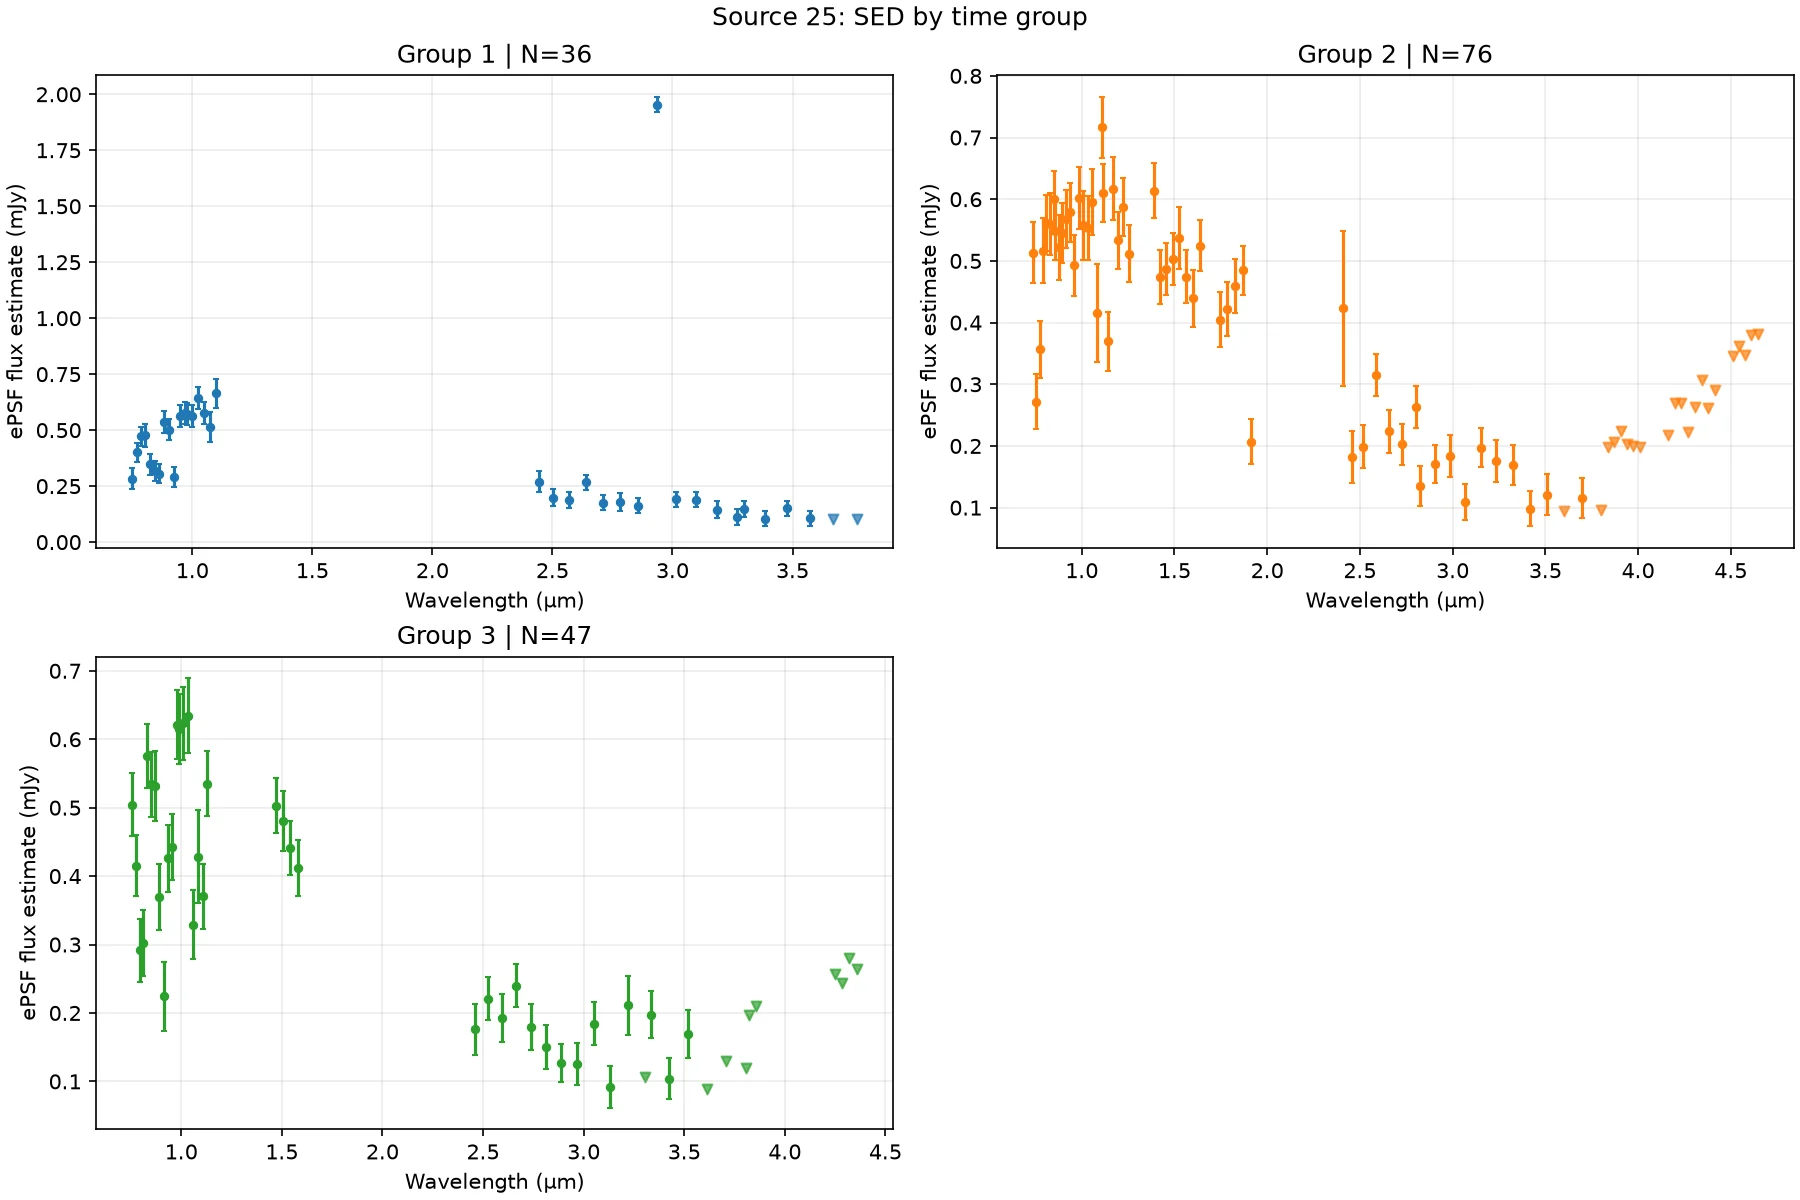 Source 25: SED by time group
Group 1 | N=36
ePSF flux estimate (mJy)
2.00
1.75
1.50
1.25
1.00
0.75
0.50
0.25
0.00
1.0 1.5 2.0 2.5 3.0 3.5
Wavelength (μm)
Group 2 | N=76
ePSF flux estimate (mJy)
0.8
0.7
0.6
0.5
0.4
0.3
0.2
0.1
1.0 1.5 2.0 2.5 3.0 3.5 4.0 4.5
Wavelength (μm)
Group 3 | N=47
ePSF flux estimate (mJy)
0.7
0.6
0.5
0.4
0.3
0.2
0.1
1.0 1.5 2.0 2.5 3.0 3.5 4.0 4.5
Wavelength (μm)